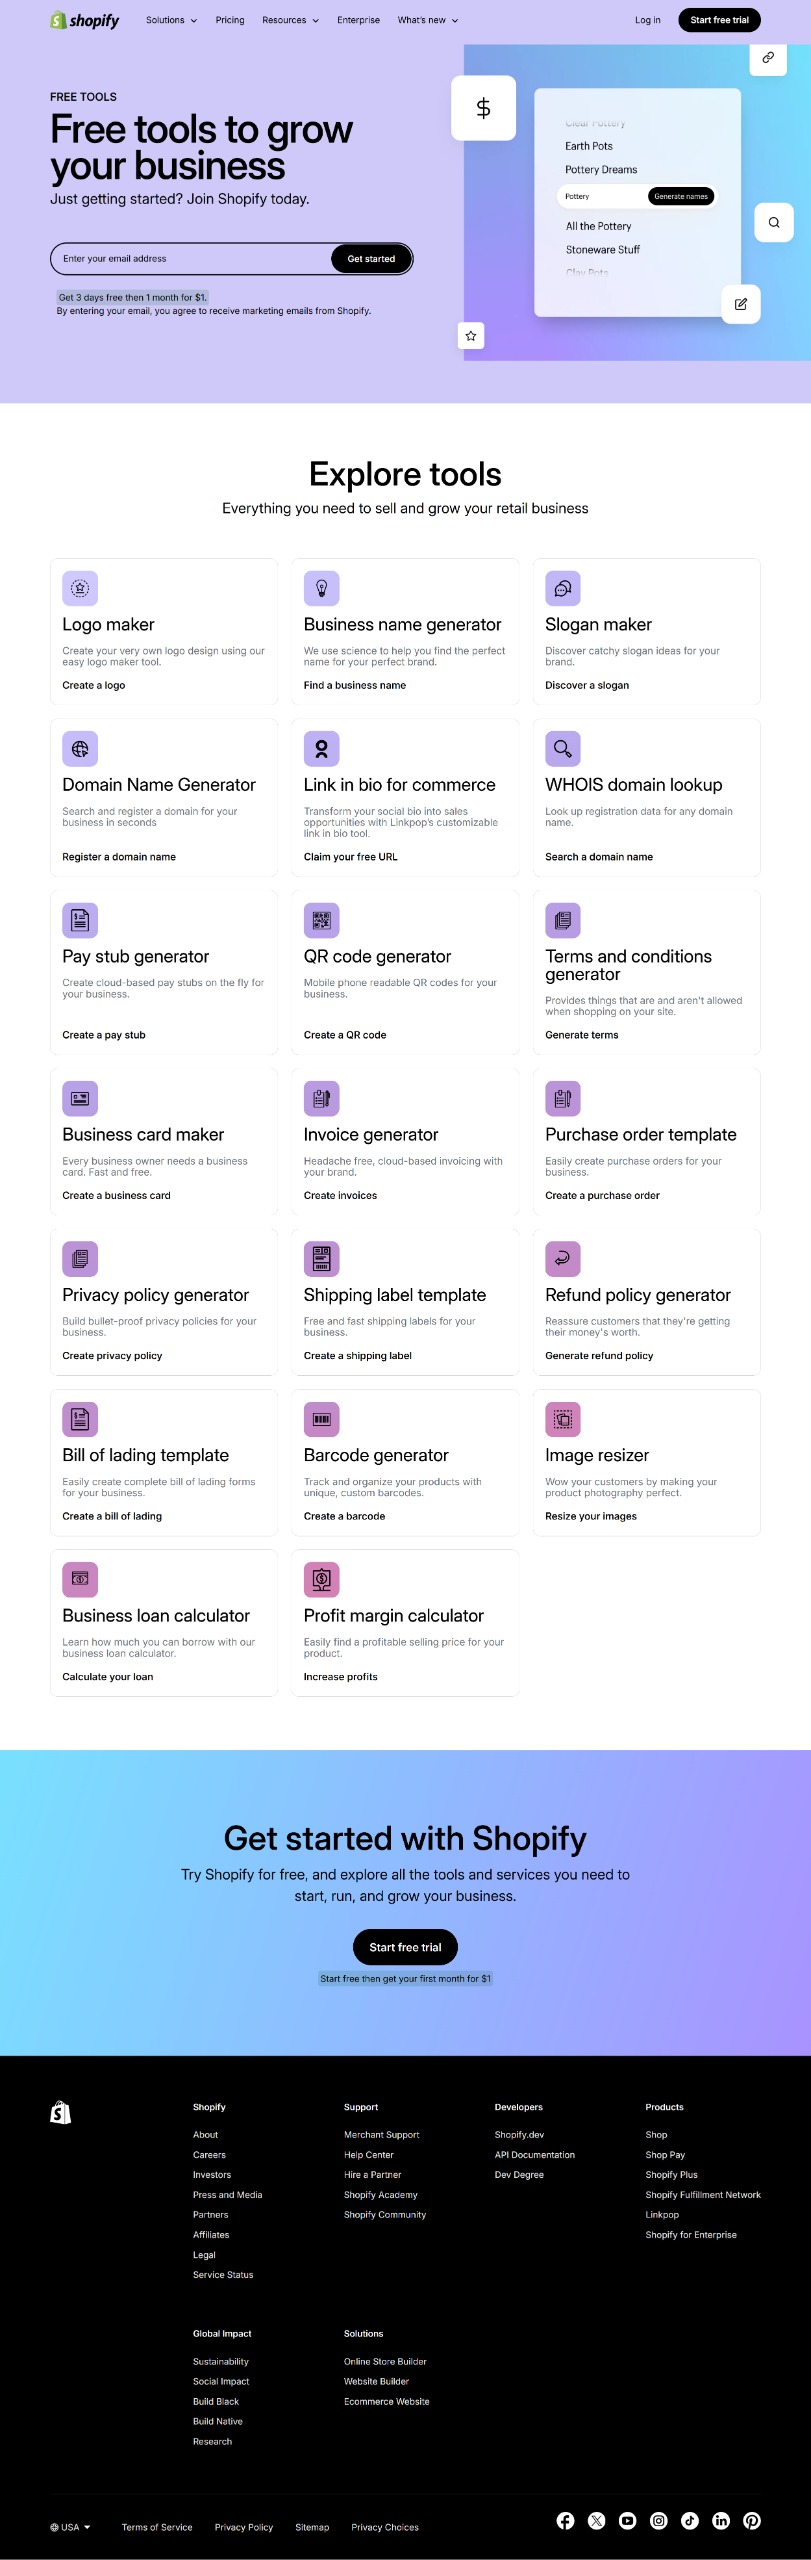 shopify
Solutions
Pricing
Resources
Enterprise
What's new
Log in
Start free trial
FREE TOOLS
Free tools to grow
your business
Just getting started? Join Shopify today.
Enter your email address
Get started
Get 3 days free then 1 month for $1.
By entering your email, you agree to receive marketing emails from Shopify.
$
Clear Pottery
Earth Pots
Pottery Dreams
Pottery
Generate names
All the Pottery
Stoneware Stuff
Clay Pots
Explore tools
Everything you need to sell and grow your retail business
Logo maker
Create your very own logo design using our
easy logo maker tool.
Create a logo
Business name generator
We use science to help you find the perfect
name for your perfect brand.
Find a business name
Slogan maker
Discover catchy slogan ideas for your
brand.
Discover a slogan
Domain Name Generator
Search and register a domain for your
business in seconds
Register a domain name
Link in bio for commerce
Transform your social bio into sales
opportunities with Linkpop's customizable
link in bio tool.
Claim your free URL
WHOIS domain lookup
Look up registration data for any domain
name.
Search a domain name
Pay stub generator
Create cloud-based pay stubs on the fly for
your business.
Create a pay stub
QR code generator
Mobile phone readable QR codes for your
business.
Create a QR code
Terms and conditions
generator
Provides things that are and aren't allowed
when shopping on your site.
Generate terms
Business card maker
Every business owner needs a business
card. Fast and free.
Create a business card
Invoice generator
Headache free, cloud-based invoicing with
your brand.
Create invoices
Purchase order template
Easily create purchase orders for your
business.
Create a purchase order
Privacy policy generator
Build bullet-proof privacy policies for your
business.
Create privacy policy
Shipping label template
Free and fast shipping labels for your
business.
Create a shipping label
Refund policy generator
Reassure customers that they're getting
their money's worth.
Generate refund policy
Bill of lading template
Easily create complete bill of lading forms
for your business.
Create a bill of lading
Barcode generator
Track and organize your products with
unique, custom barcodes.
Create a barcode
Image resizer
Wow your customers by making your
product photography perfect.
Resize your images
Business loan calculator
Learn how much you can borrow with our
business loan calculator.
Calculate your loan
Profit margin calculator
Easily find a profitable selling price for your
product.
Increase profits
Get started with Shopify
Try Shopify for free, and explore all the tools and services you need to
start, run, and grow your business.
Start free trial
Start free then get your first month for $1
Shopify
About
Careers
Investors
Press and Media
Partners
Affiliates
Legal
Service Status
Support
Merchant Support
Help Center
Hire a Partner
Shopify Academy
Shopify Community
Developers
Shopify.dev
API Documentation
Dev Degree
Products
Shop
Shop Pay
Shopify Plus
Shopify Fulfillment Network
Linkpop
Shopify for Enterprise
Global Impact
Sustainability
Social Impact
Build Black
Build Native
Research
Solutions
Online Store Builder
Website Builder
Ecommerce Website
USA
Terms of Service
Privacy Policy
Sitemap
Privacy Choices